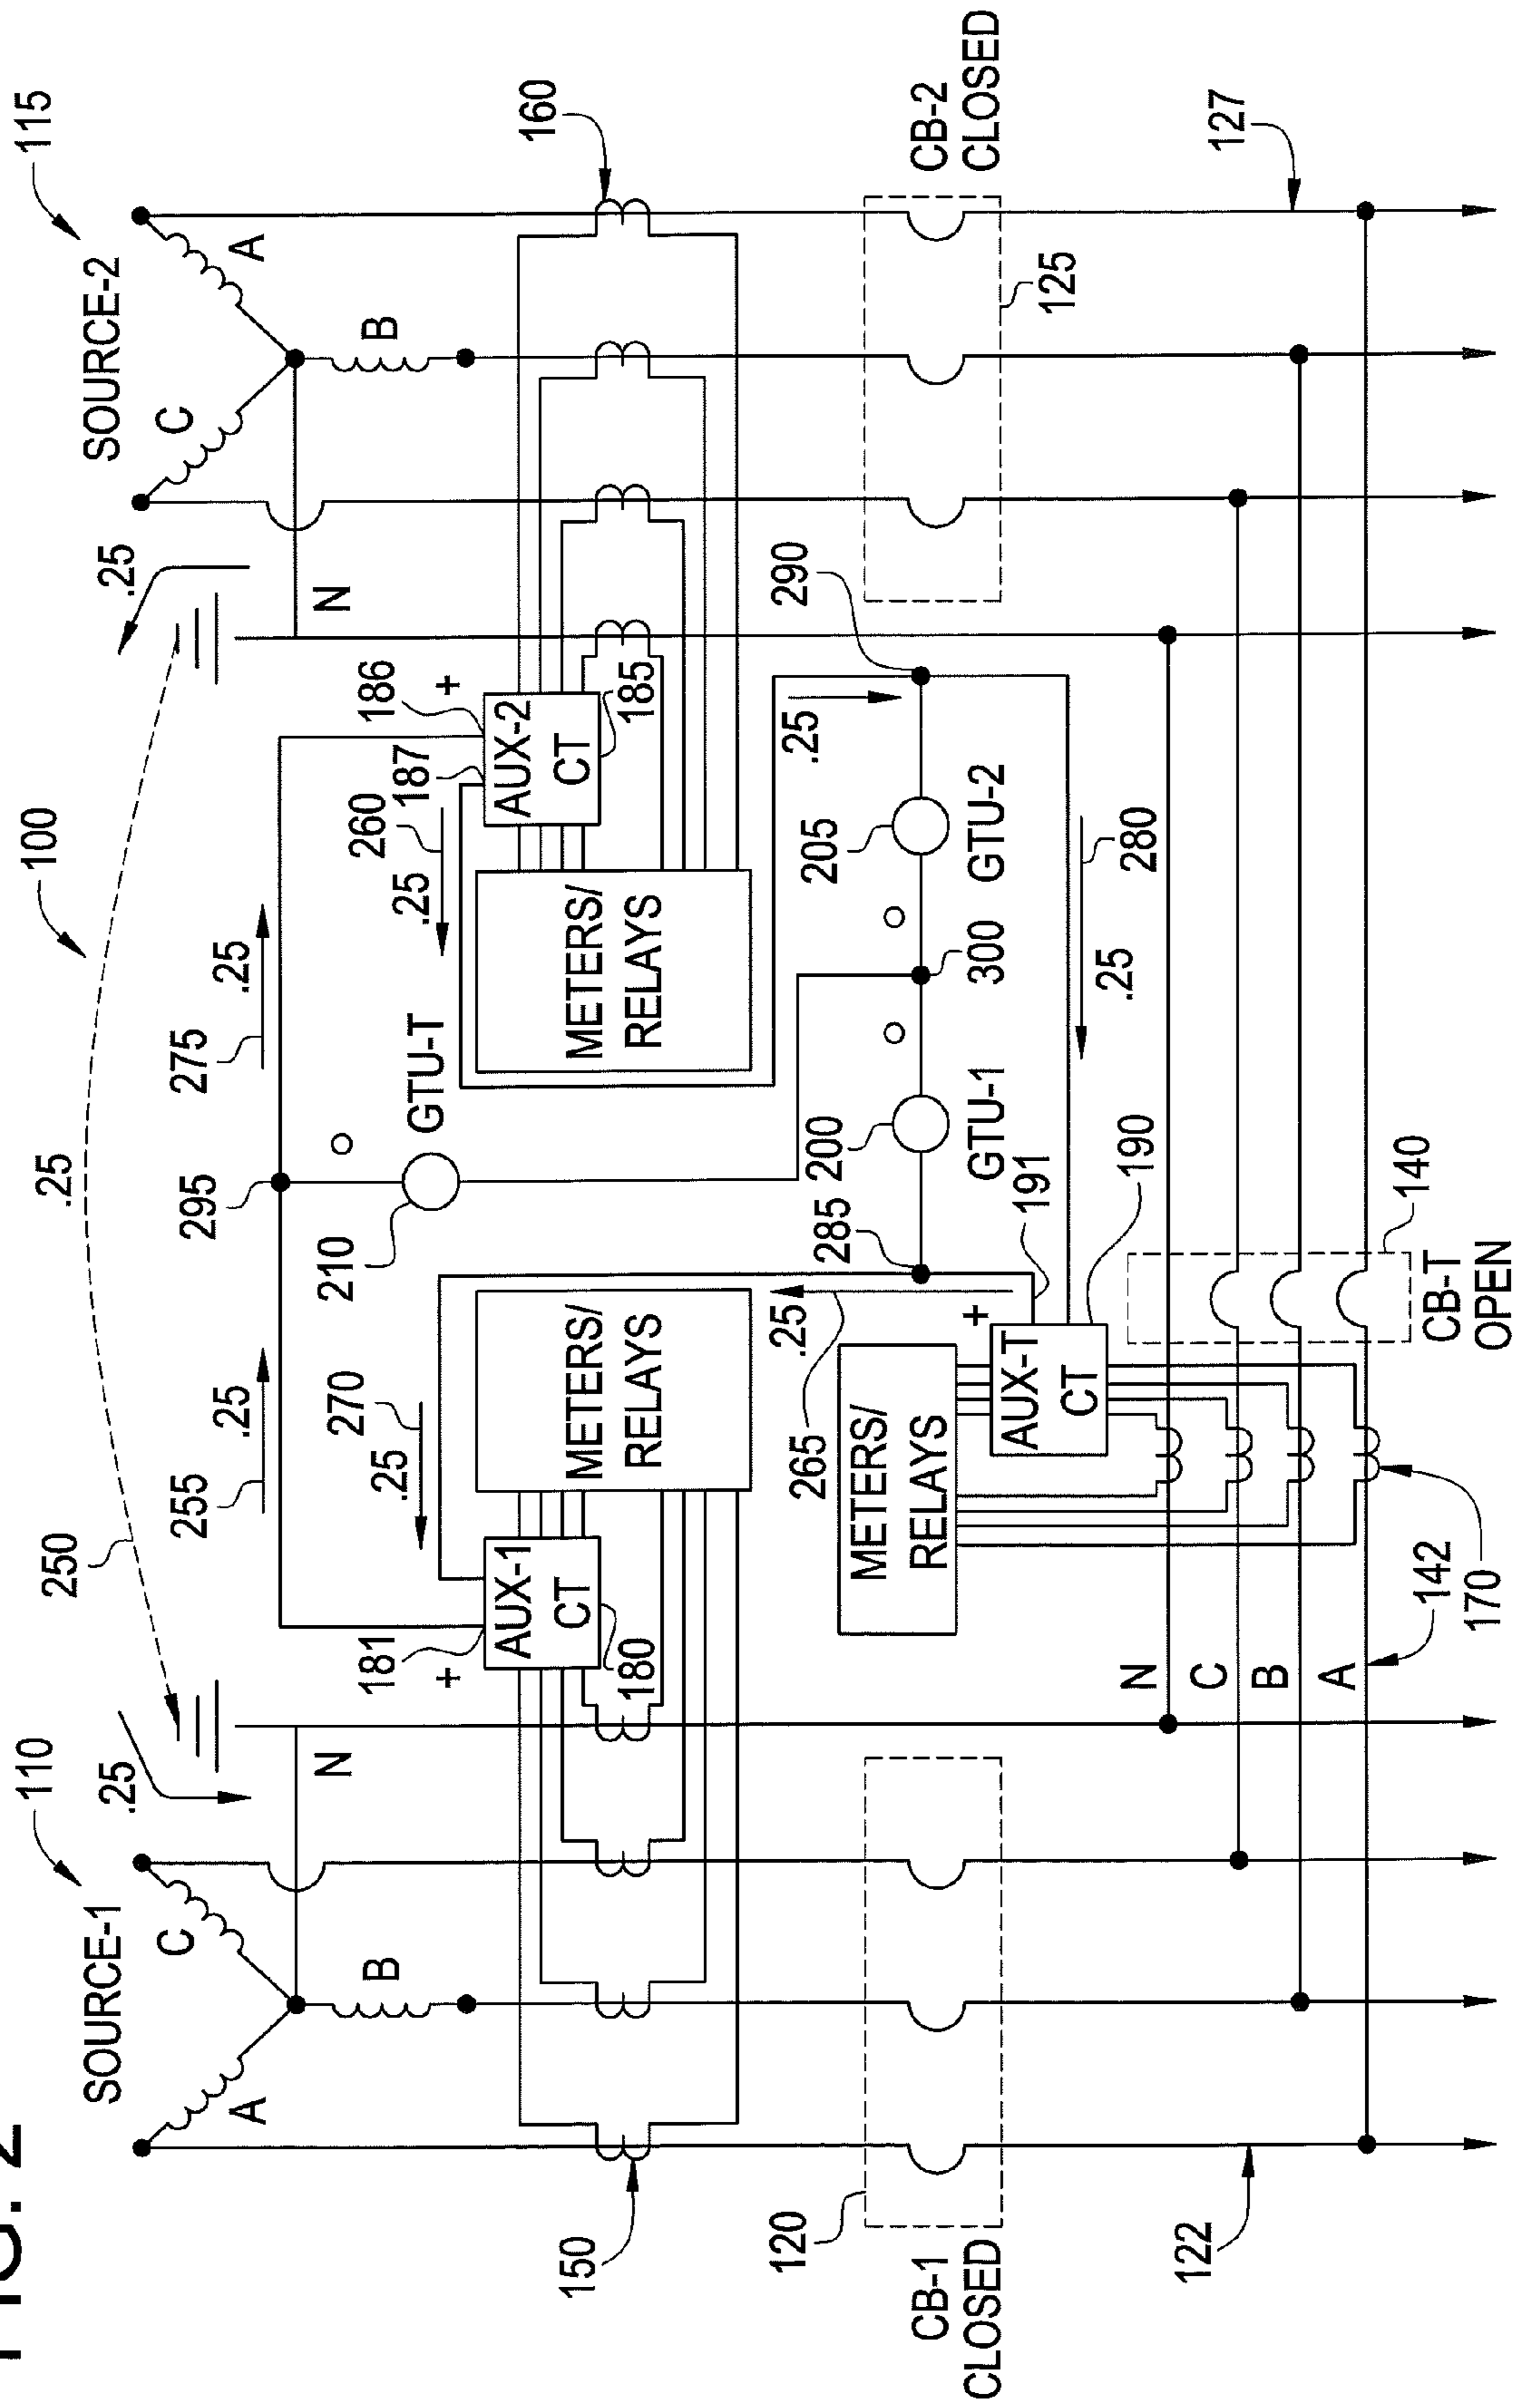 FIG. 2
100
250
.25
SOURCE-1
110
A
B
C
N
.25
SOURCE-2
115
C
B
A
N
.25
255
.25
295
275
.25
181
+
AUX-1
CT
180
270
.25
METERS/
RELAYS
210
GTU-T
O
260
.25
187
186
+
AUX-2
CT
185
METERS/
RELAYS
150
160
265
.25
285
200
GTU-1
O
300
O
205
GTU-2
.25
290
120
CB-1
CLOSED
METERS/
RELAYS
+
AUX-T
CT
191
190
.25
280
125
CB-2
CLOSED
122
N
C
B
A
142
170
140
CB-T
OPEN
127